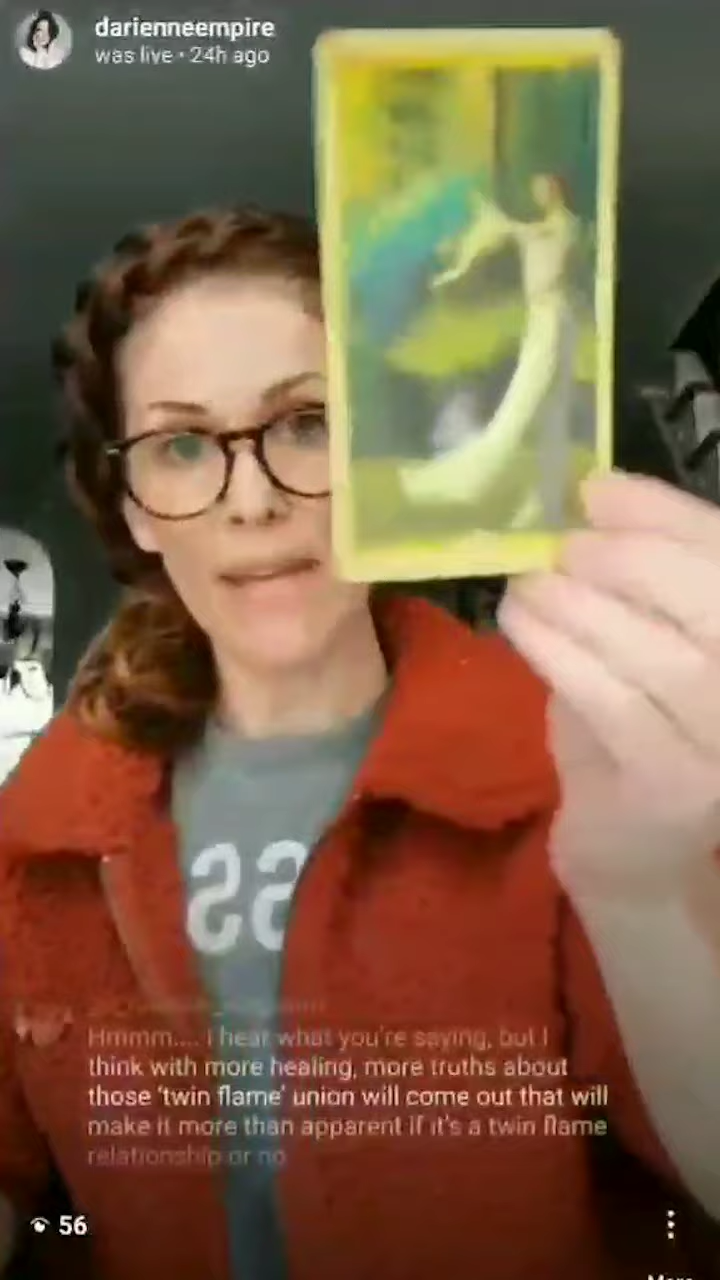 darienneempire
was live • 24h ago
Hmmm.... I hear what you're saying, but I
think with more healing, more truths about
those 'twin flame' union will come out that will
make it more than apparent if it's a twin flame
relationship or no
56